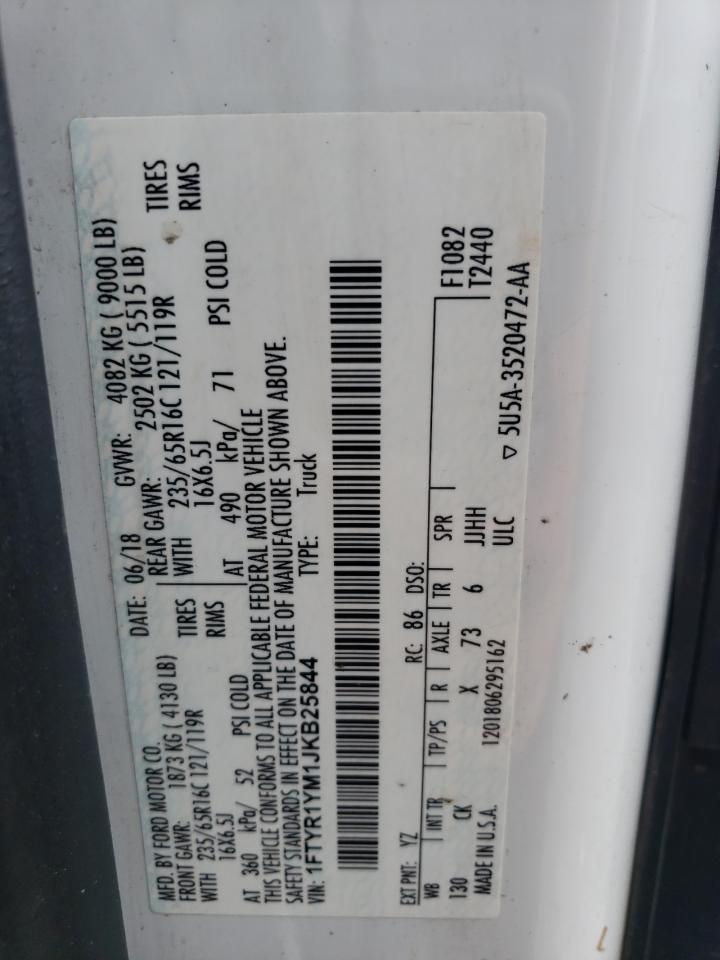 MFD. BY FORD MOTOR CO. DATE: 06/18 GVWR: 4082 KG ( 9000 LB)
FRONT GAWR: 1873 KG ( 4130 LB) REAR GAWR: 2502 KG ( 5515 LB)
WITH 235/65R16C 121/119R TIRES WITH 235/65R16C 121/119R TIRES
16X6.5J RIMS 16X6.5J RIMS
AT 360 kPa/ 52 PSI COLD AT 490 kPa/ 71 PSI COLD
THIS VEHICLE CONFORMS TO ALL APPLICABLE FEDERAL MOTOR VEHICLE
SAFETY STANDARDS IN EFFECT ON THE DATE OF MANUFACTURE SHOWN ABOVE.
VIN: 1FTYR1YM1JKB25844 TYPE: Truck
EXT PNT: YZ RC: 86 DSO:
WB INT TR TP/PS R AXLE TR SPR F1082
130 CK X 73 6 JJHH T2440
MADE IN U.S.A. 1201806295162 ULC
▽ 5U5A-3520472-AA